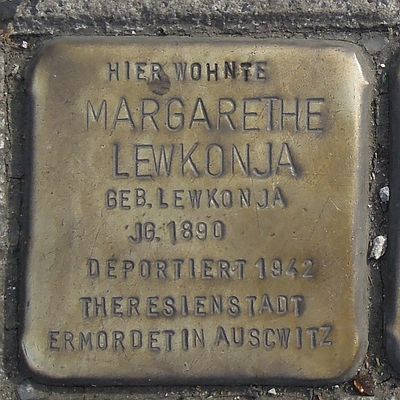 HIER WOHNTE
MARGARETHE
LEWKONJA
GEB. LEWKONJA
JG. 1890
DEPORTIERT 1942
THERESIENSTADT
ERMORDET IN AUSCWITZ